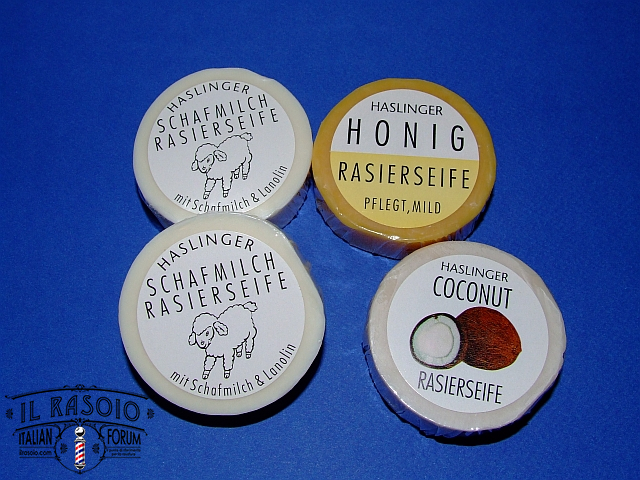 HASLINGER
SCHAFMILCH
RASIERSEIFE
mit Schafmilch & Lanolin
HASLINGER
HONIG
RASIERSEIFE
PFLEGT, MILD
HASLINGER
SCHAFMILCH
RASIERSEIFE
mit Schafmilch & Lanolin
HASLINGER
COCONUT
RASIERSEIFE
IL RASOIO
ITALIAN FORUM
ilrasoio.com